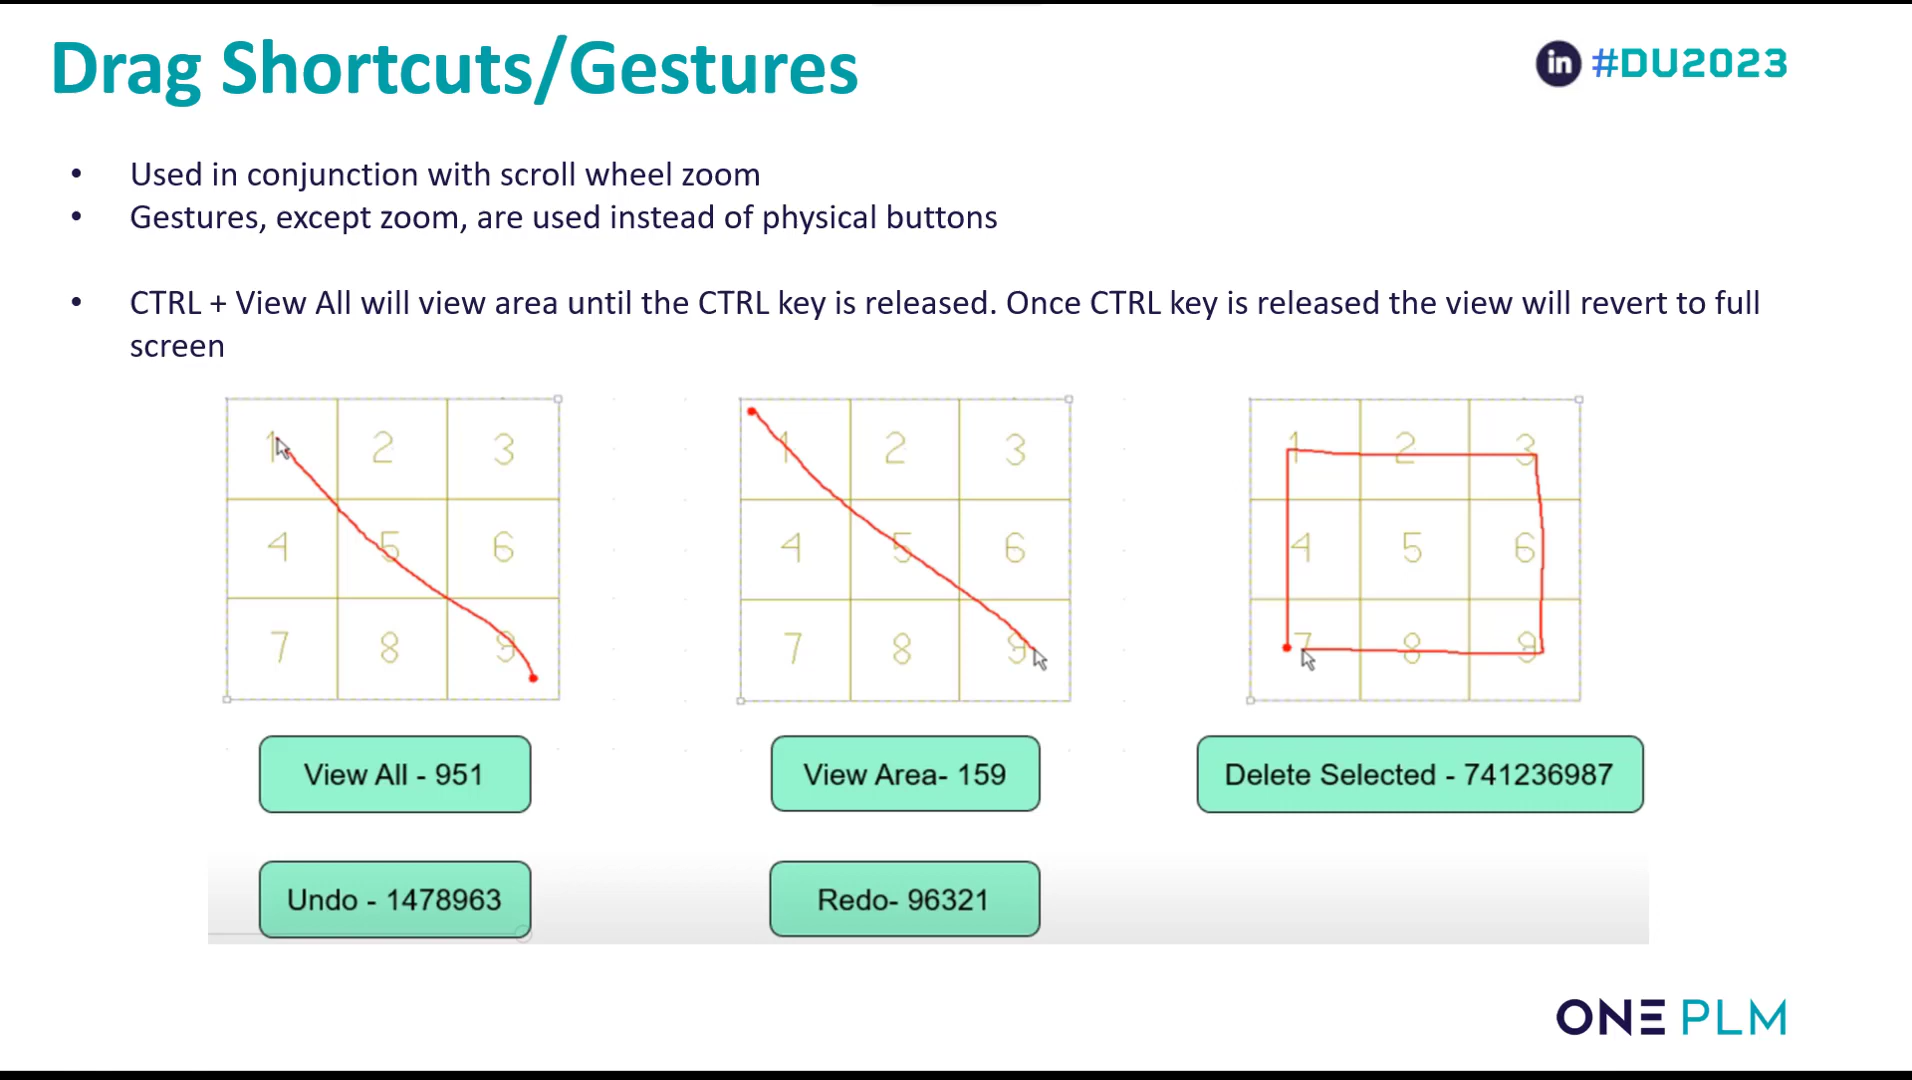 Drag Shortcuts/Gestures
in #DU2023
• Used in conjunction with scroll wheel zoom
• Gestures, except zoom, are used instead of physical buttons
• CTRL + View All will view area until the CTRL key is released. Once CTRL key is released the view will revert to full
screen
1 2 3
4 5 6
7 8 9
1 2 3
4 5 6
7 8 9
1 2 3
4 5 6
7 8 9
View All - 951
View Area- 159
Delete Selected - 741236987
Undo - 1478963
Redo- 96321
ONE PLM